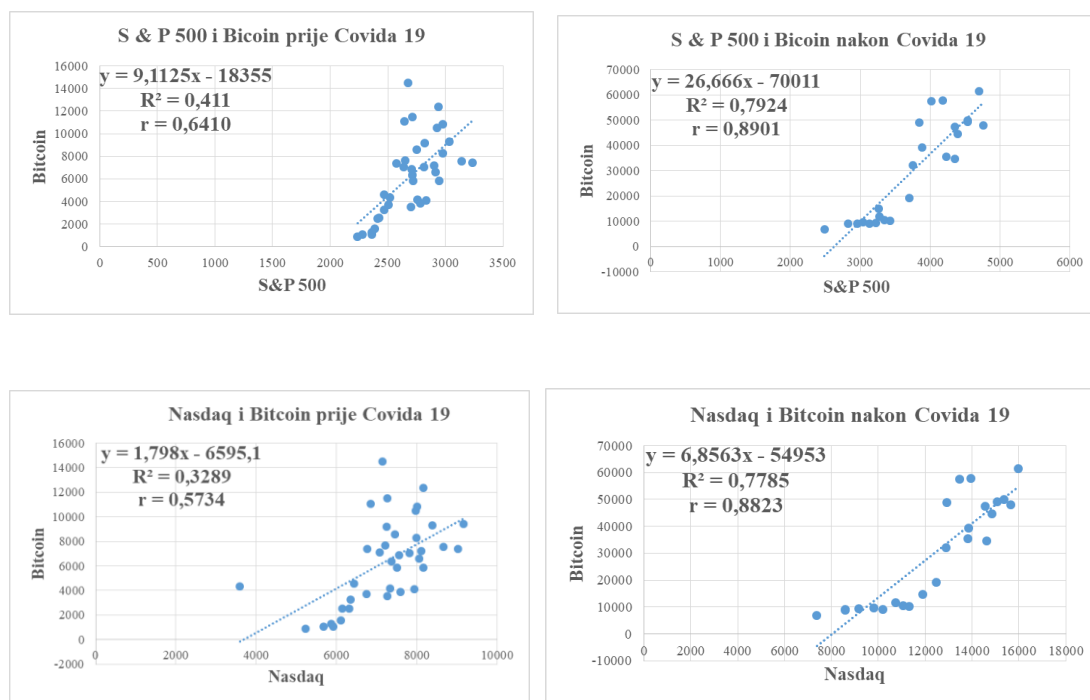 S & P 500 i Bicoin prije Covida 19
y = 9,1125x - 18355
R² = 0,411
r = 0,6410
16000
14000
12000
10000
8000
6000
4000
2000
0
Bitcoin
0 500 1000 1500 2000 2500 3000 3500
S&P 500
S & P 500 i Bicoin nakon Covida 19
y = 26,666x - 70011
R² = 0,7924
r = 0,8901
70000
60000
50000
40000
30000
20000
10000
0
-10000
Bitcoin
0 1000 2000 3000 4000 5000 6000
S&P 500
Nasdaq i Bitcoin prije Covida 19
y = 1,798x - 6595,1
R² = 0,3289
r = 0,5734
16000
14000
12000
10000
8000
6000
4000
2000
0
-2000
Bitcoin
0 2000 4000 6000 8000 10000
Nasdaq
Nasdaq i Bitcoin nakon Covida 19
y = 6,8563x - 54953
R² = 0,7785
r = 0,8823
70000
60000
50000
40000
30000
20000
10000
0
-10000
Bitcoin
0 2000 4000 6000 8000 10000 12000 14000 16000 18000
Nasdaq